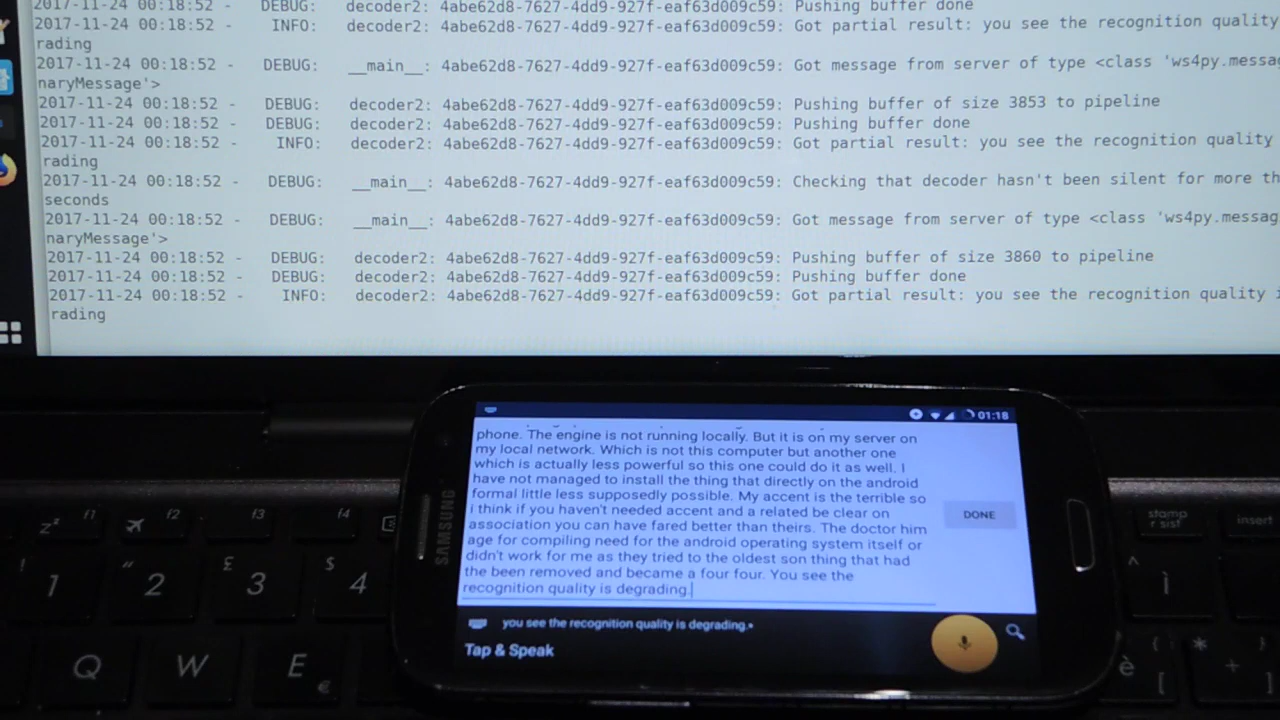 2017-11-24 00:18:52 - DEBUG: decoder2: 4abe62d8-7627-4dd9-927f-eaf63d009c59: Pushing buffer done
2017-11-24 00:18:52 - INFO: decoder2: 4abe62d8-7627-4dd9-927f-eaf63d009c59: Got partial result: you see the recognition quality
rading
2017-11-24 00:18:52 - DEBUG: __main__: 4abe62d8-7627-4dd9-927f-eaf63d009c59: Got message from server of type <class 'ws4py.messa
naryMessage'>
2017-11-24 00:18:52 - DEBUG: decoder2: 4abe62d8-7627-4dd9-927f-eaf63d009c59: Pushing buffer of size 3853 to pipeline
2017-11-24 00:18:52 - DEBUG: decoder2: 4abe62d8-7627-4dd9-927f-eaf63d009c59: Pushing buffer done
2017-11-24 00:18:52 - INFO: decoder2: 4abe62d8-7627-4dd9-927f-eaf63d009c59: Got partial result: you see the recognition quality
rading
2017-11-24 00:18:52 - DEBUG: __main__: 4abe62d8-7627-4dd9-927f-eaf63d009c59: Checking that decoder hasn't been silent for more th
seconds
2017-11-24 00:18:52 - DEBUG: __main__: 4abe62d8-7627-4dd9-927f-eaf63d009c59: Got message from server of type <class 'ws4py.messag
naryMessage'>
2017-11-24 00:18:52 - DEBUG: decoder2: 4abe62d8-7627-4dd9-927f-eaf63d009c59: Pushing buffer of size 3860 to pipeline
2017-11-24 00:18:52 - DEBUG: decoder2: 4abe62d8-7627-4dd9-927f-eaf63d009c59: Pushing buffer done
2017-11-24 00:18:52 - INFO: decoder2: 4abe62d8-7627-4dd9-927f-eaf63d009c59: Got partial result: you see the recognition quality i
rading
01:18
phone. The engine is not running locally. But it is on my server on
my local network. Which is not this computer but another one
which is actually less powerful so this one could do it as well. I
have not managed to install the thing that directly on the android
formal little less supposedly possible. My accent is the terrible so
i think if you haven't needed accent and a related be clear on
association you can have fared better than theirs. The doctor him
age for compiling need for the android operating system itself or
didn't work for me as they tried to the oldest son thing that had
the been removed and became a four four. You see the
recognition quality is degrading.
DONE
you see the recognition quality is degrading.
Tap & Speak
SAMSUNG
zᶻ f1 f2 f3 f4
stamp
r sist
insert
! 1 " 2 £ 3 $ 4
^ ì
Q W E €
è { [ * + ] }